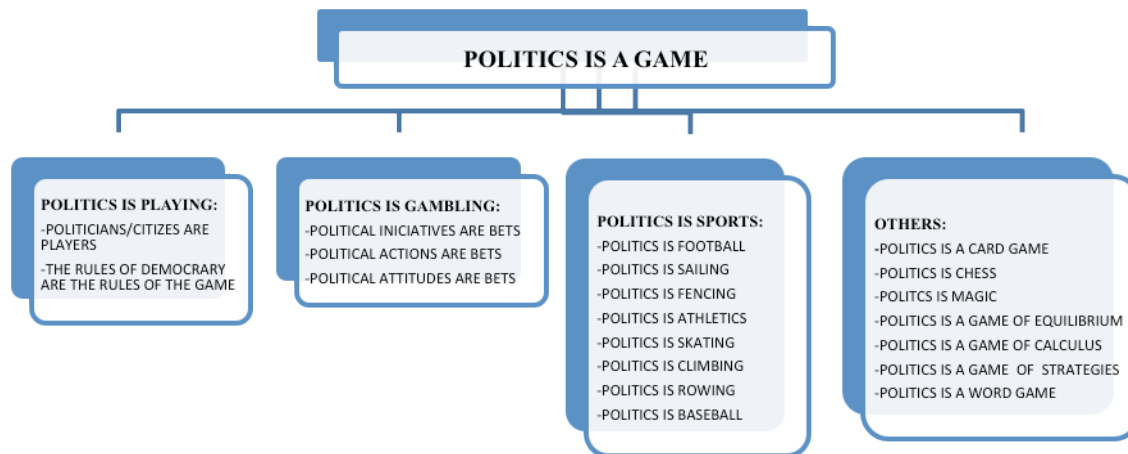 POLITICS IS A GAME
POLITICS IS PLAYING:
-POLITICIANS/CITIZES ARE
PLAYERS
-THE RULES OF DEMOCRARY
ARE THE RULES OF THE GAME
POLITICS IS GAMBLING:
-POLITICAL INICIATIVES ARE BETS
-POLITICAL ACTIONS ARE BETS
-POLITICAL ATTITUDES ARE BETS
POLITICS IS SPORTS:
-POLITICS IS FOOTBALL
-POLITICS IS SAILING
-POLITICS IS FENCING
-POLITICS IS ATHLETICS
-POLITICS IS SKATING
-POLITICS IS CLIMBING
-POLITICS IS ROWING
-POLITICS IS BASEBALL
OTHERS:
-POLITICS IS A CARD GAME
-POLITICS IS CHESS
-POLITCS IS MAGIC
-POLITICS IS A GAME OF EQUILIBRIUM
-POLITICS IS A GAME OF CALCULUS
-POLITICS IS A GAME OF STRATEGIES
-POLITICS IS A WORD GAME